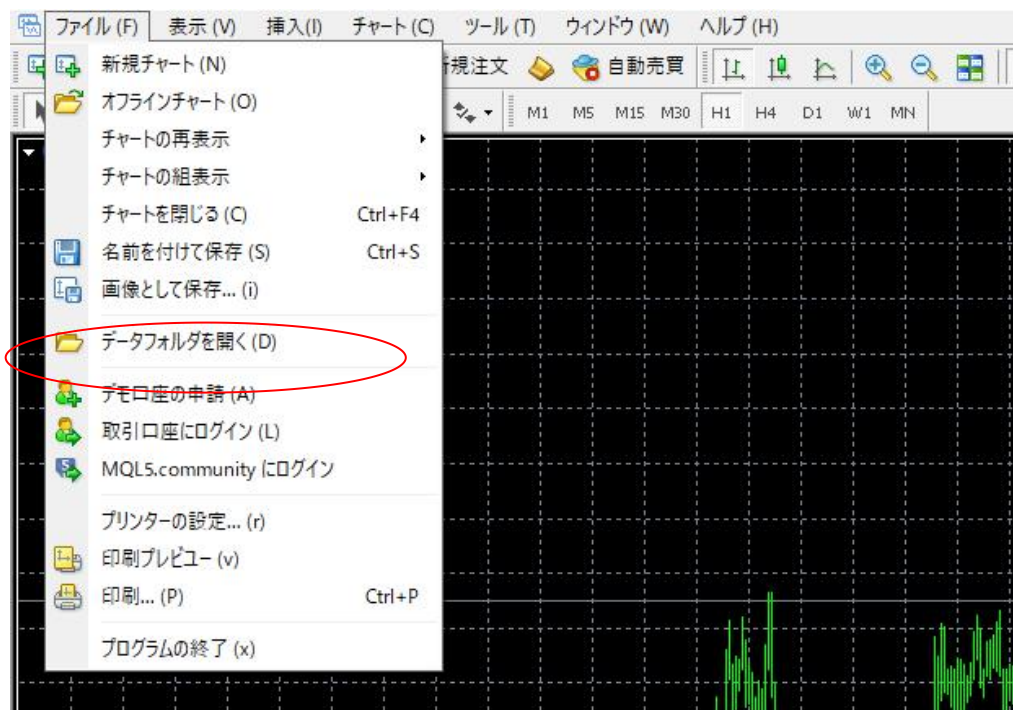 ファイル (F) 表示 (V) 挿入(I) チャート (C) ツール (T) ウィンドウ (W) ヘルプ (H)
規注文 自動売買
M1 M5 M15 M30 H1 H4 D1 W1 MN
新規チャート (N)
オフラインチャート (O)
チャートの再表示
チャートの組表示
チャートを閉じる (C) Ctrl+F4
名前を付けて保存 (S) Ctrl+S
画像として保存... (i)
データフォルダを開く (D)
デモ口座の申請 (A)
取引口座にログイン (L)
MQL5.community にログイン
プリンターの設定... (r)
印刷プレビュー (v)
印刷... (P) Ctrl+P
プログラムの終了 (x)